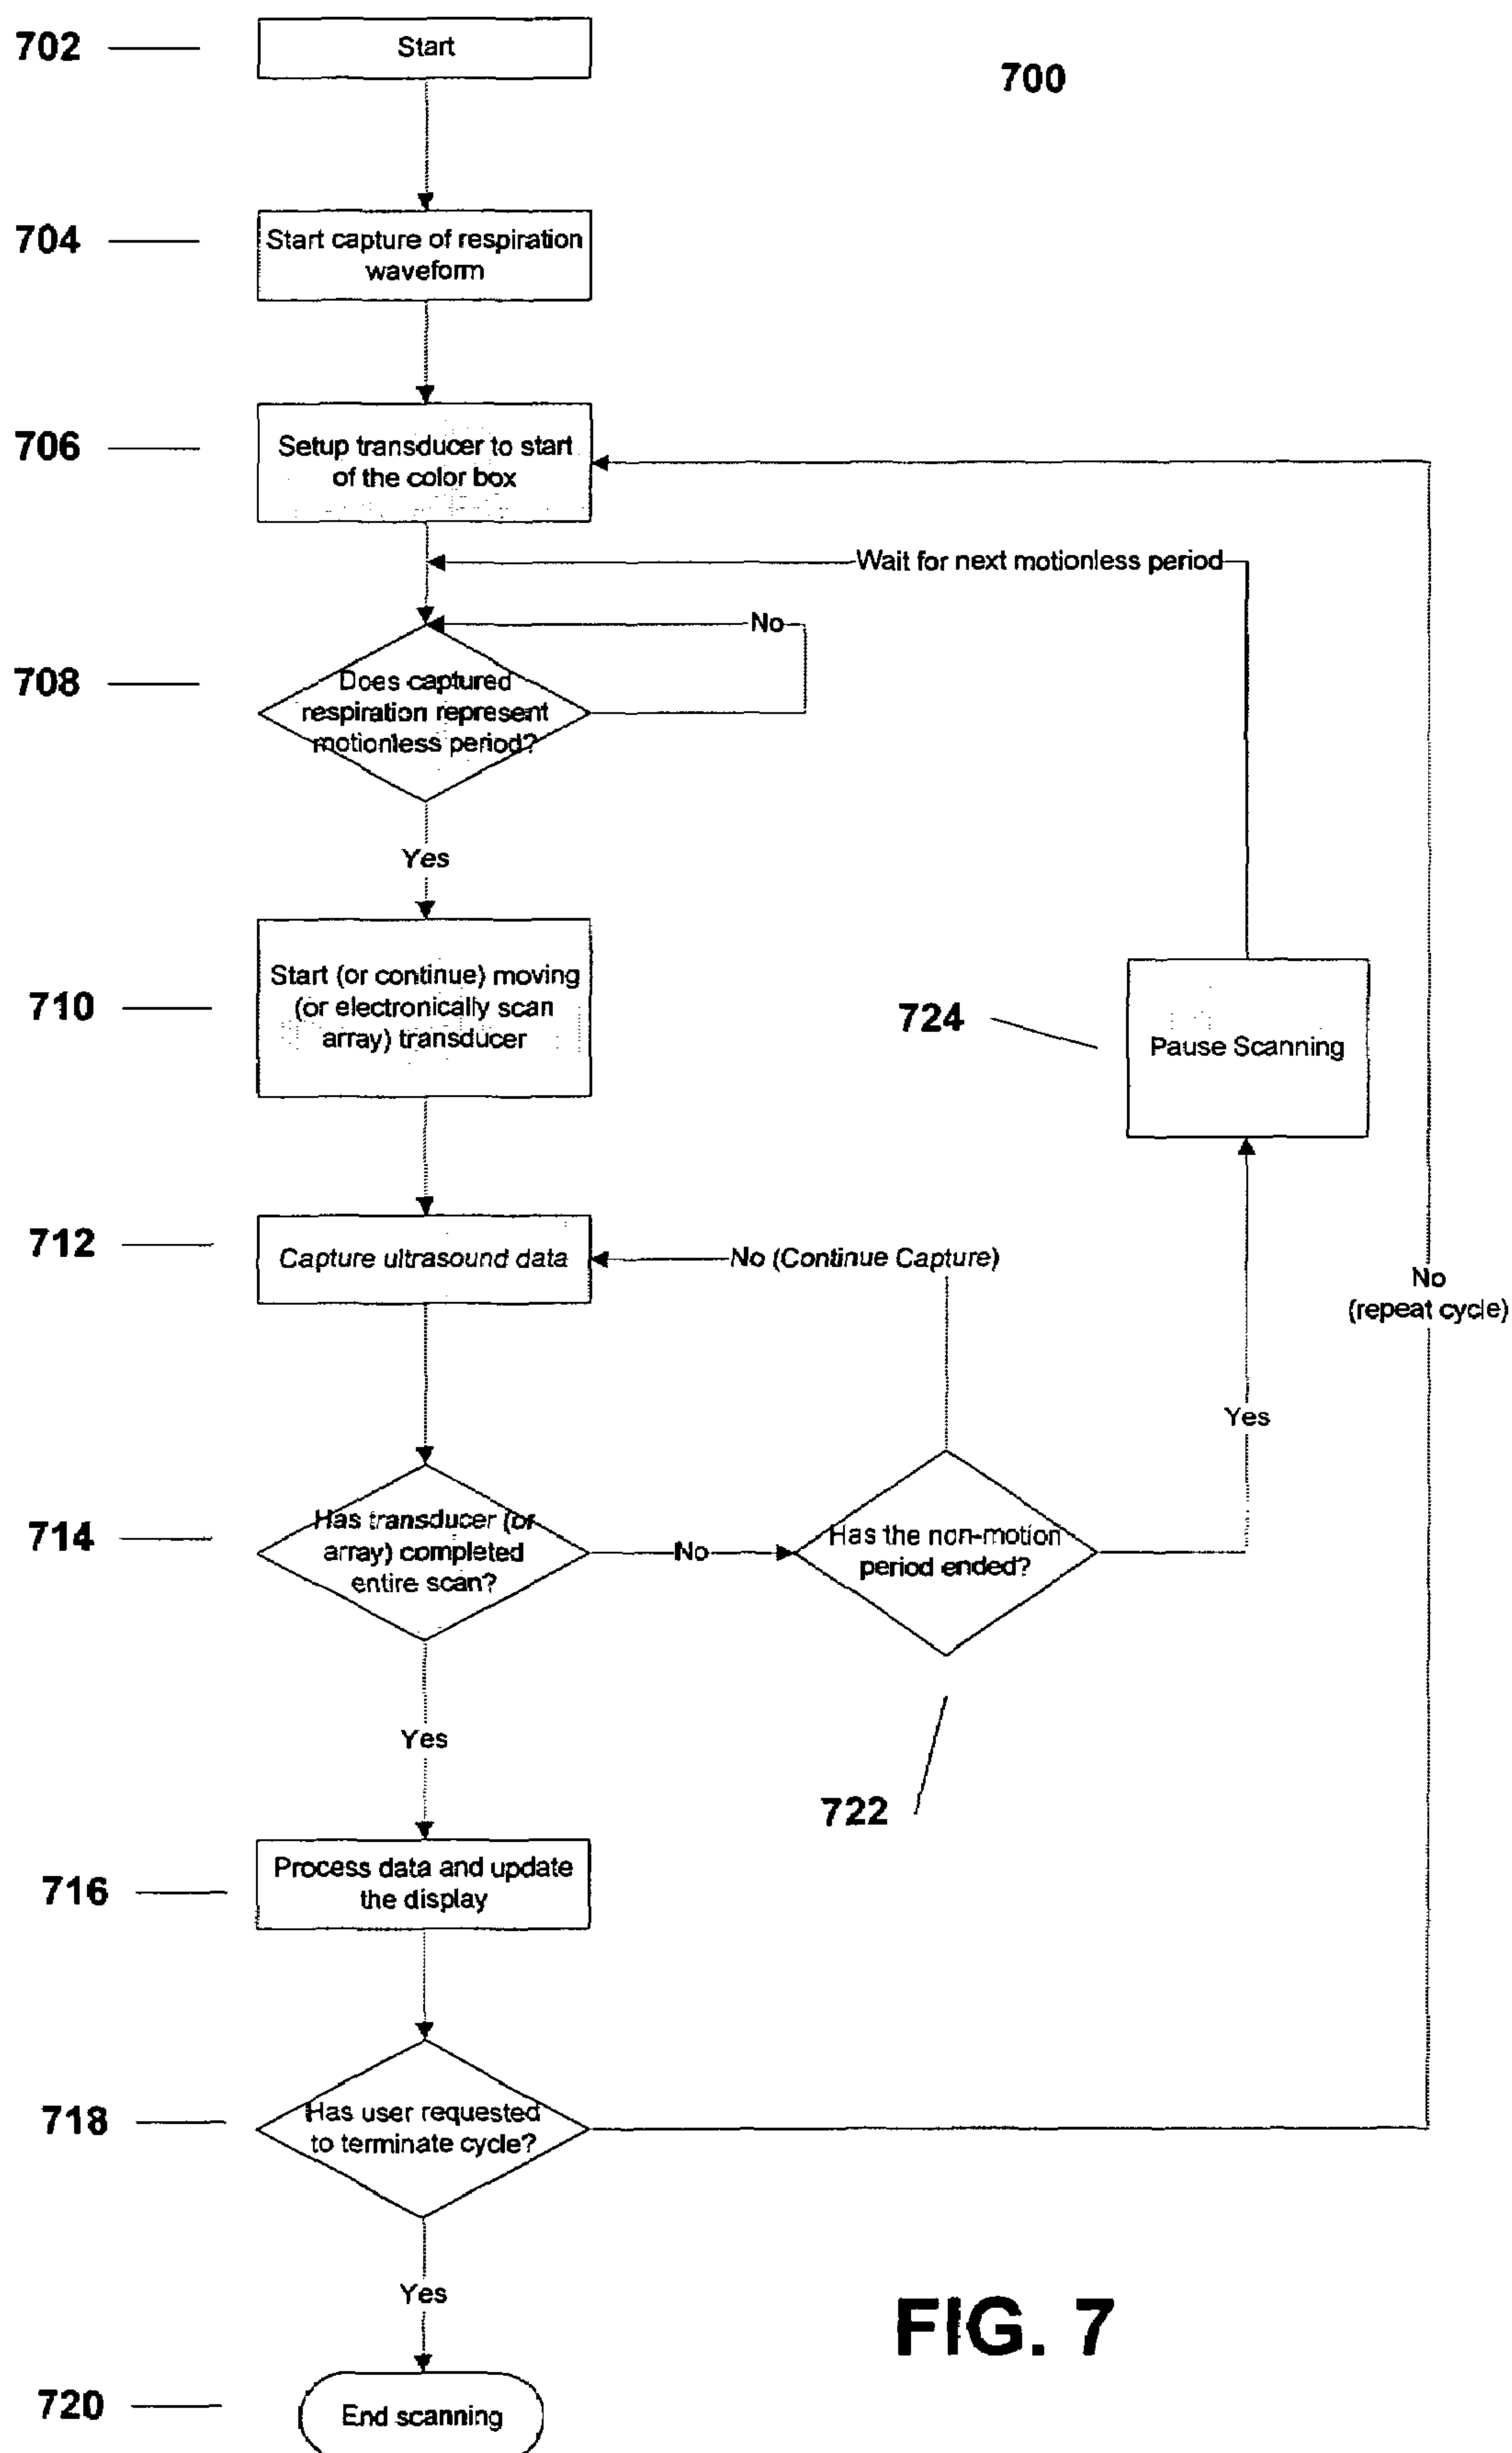 702
Start
700
704
Start capture of respiration
waveform
706
Setup transducer to start
of the color box
Wait for next motionless period
No
708
Does captured
respiration represent
motionless period?
Yes
710
Start (or continue) moving
(or electronically scan
array) transducer
724
Pause Scanning
712
Capture ultrasound data
No (Continue Capture)
No
(repeat cycle)
Yes
714
Has transducer (or
array) completed
entire scan?
No
Has the non-motion
period ended?
Yes
722
716
Process data and update
the display
718
Has user requested
to terminate cycle?
Yes
FIG. 7
720
End scanning